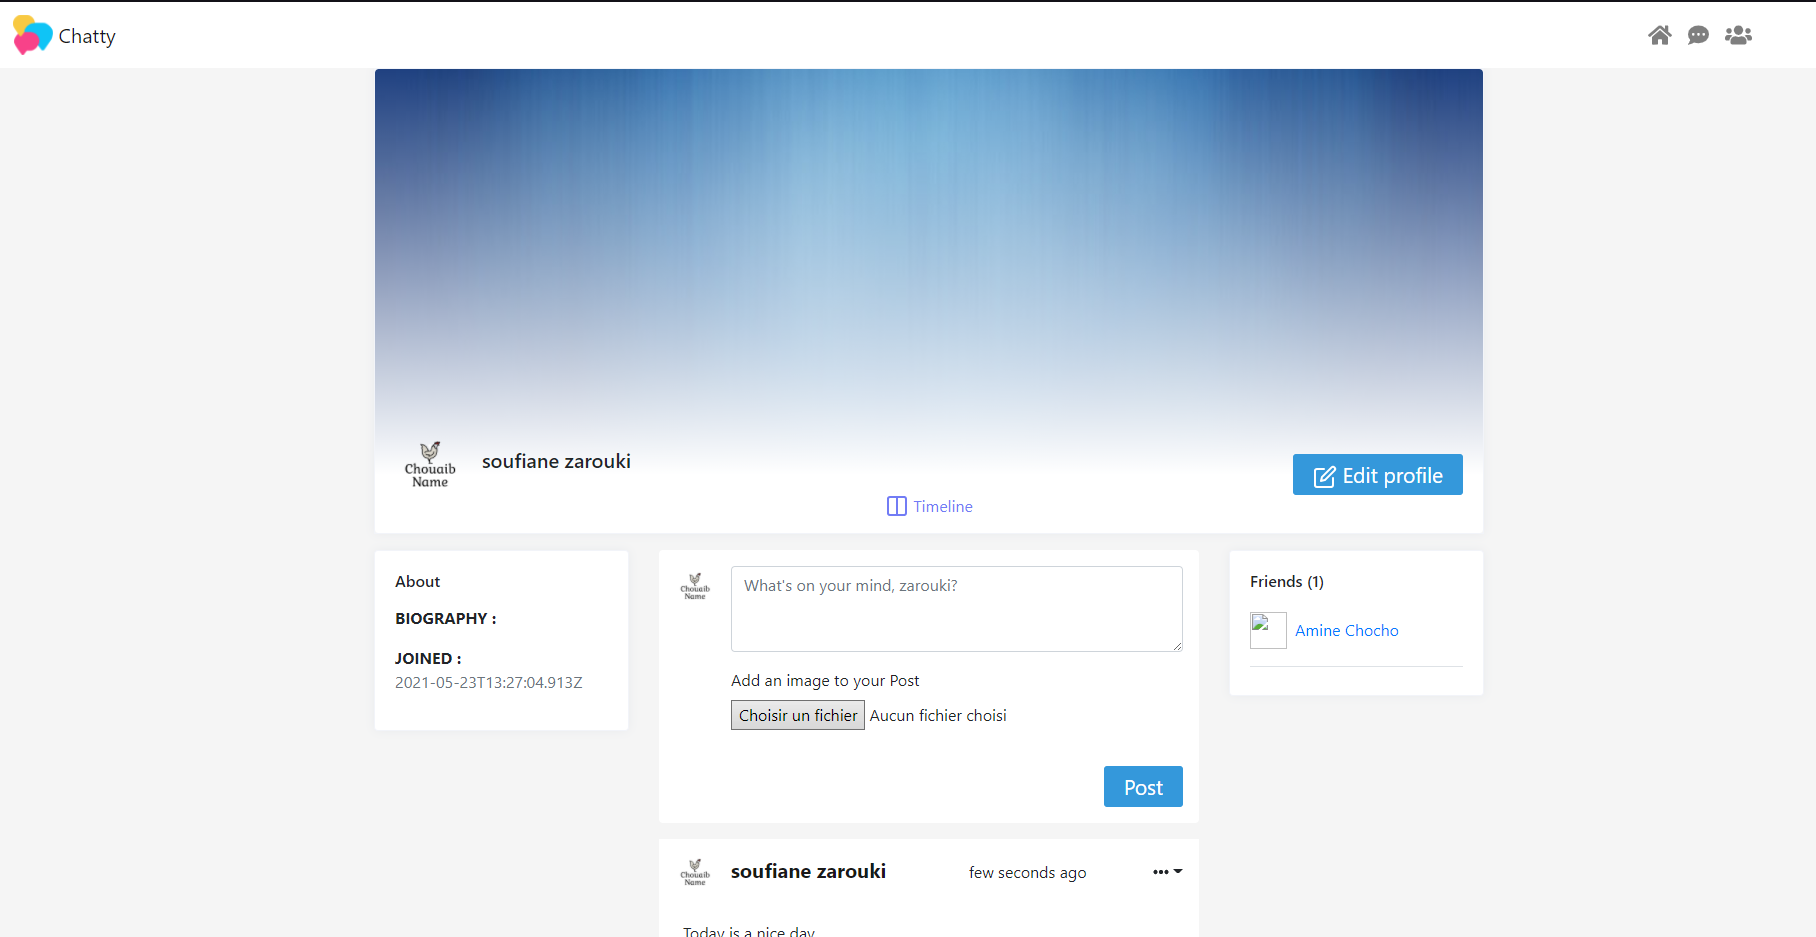 Chatty
Chouaib
Name
soufiane zarouki
Edit profile
Timeline
About
BIOGRAPHY :
JOINED :
2021-05-23T13:27:04.913Z
Chouaib
Name
What's on your mind, zarouki?
Add an image to your Post
Choisir un fichier Aucun fichier choisi
Post
Friends (1)
Amine Chocho
Chouaib
Name
soufiane zarouki few seconds ago
Today is a nice day